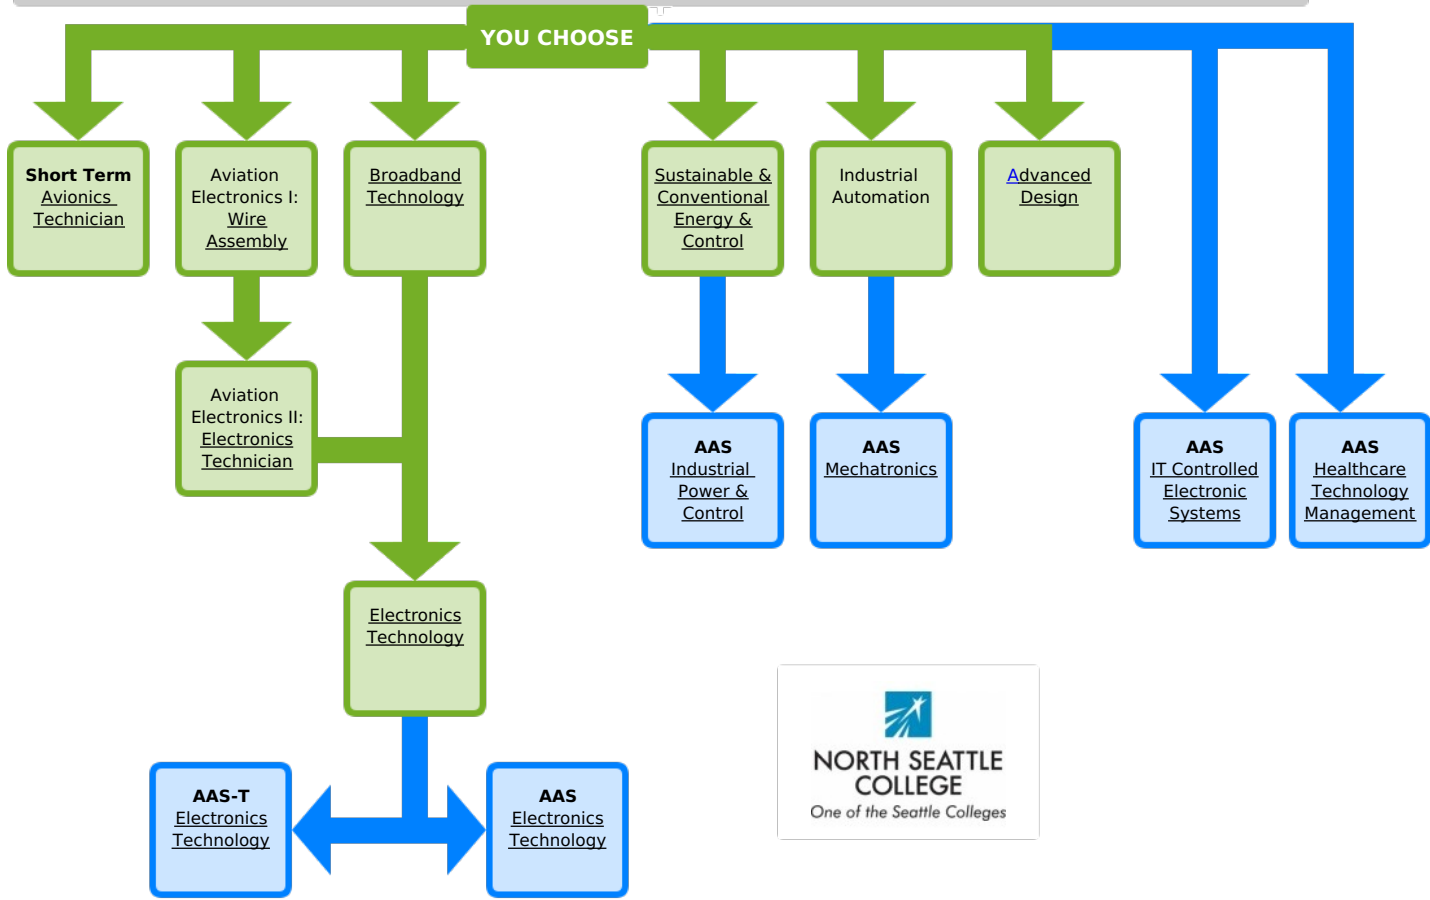 YOU CHOOSE
Short Term
Avionics
Technician
Aviation
Electronics I:
Wire
Assembly
Broadband
Technology
Sustainable &
Conventional
Energy &
Control
Industrial
Automation
Advanced
Design
Aviation
Electronics II:
Electronics
Technician
AAS
Industrial
Power &
Control
AAS
Mechatronics
AAS
IT Controlled
Electronic
Systems
AAS
Healthcare
Technology
Management
Electronics
Technology
NORTH SEATTLE
COLLEGE
One of the Seattle Colleges
AAS-T
Electronics
Technology
AAS
Electronics
Technology